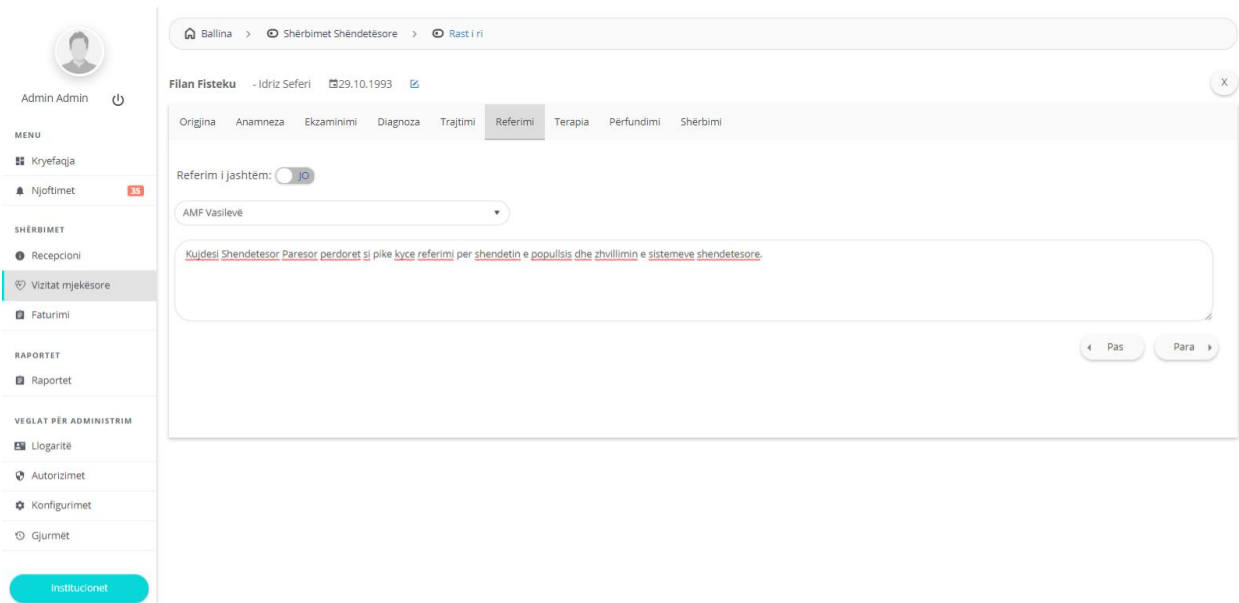 Admin Admin
MENU
Kryefaqja
Njoftimet 35
SHËRBIMET
Recepcioni
Vizitat mjekësore
Faturimi
RAPORTET
Raportet
VEGLAT PËR ADMINISTRIM
Llogaritë
Autorizimet
Konfigurimet
Gjurmët
Institucionet
Ballina > Shërbimet Shëndetësore > Rast i ri
Filan Fisteku - Idriz Seferi 29.10.1993
X
Origjina Anamneza Ekzaminimi Diagnoza Trajtimi Referimi Terapia Përfundimi Shërbimi
Referim i jashtëm: JO
AMF Vasilevë
Kujdesi Shendetesor Paresor perdoret si pike kyce referimi per shendetin e popullsis dhe zhvillimin e sistemeve shendetesore.
Pas Para